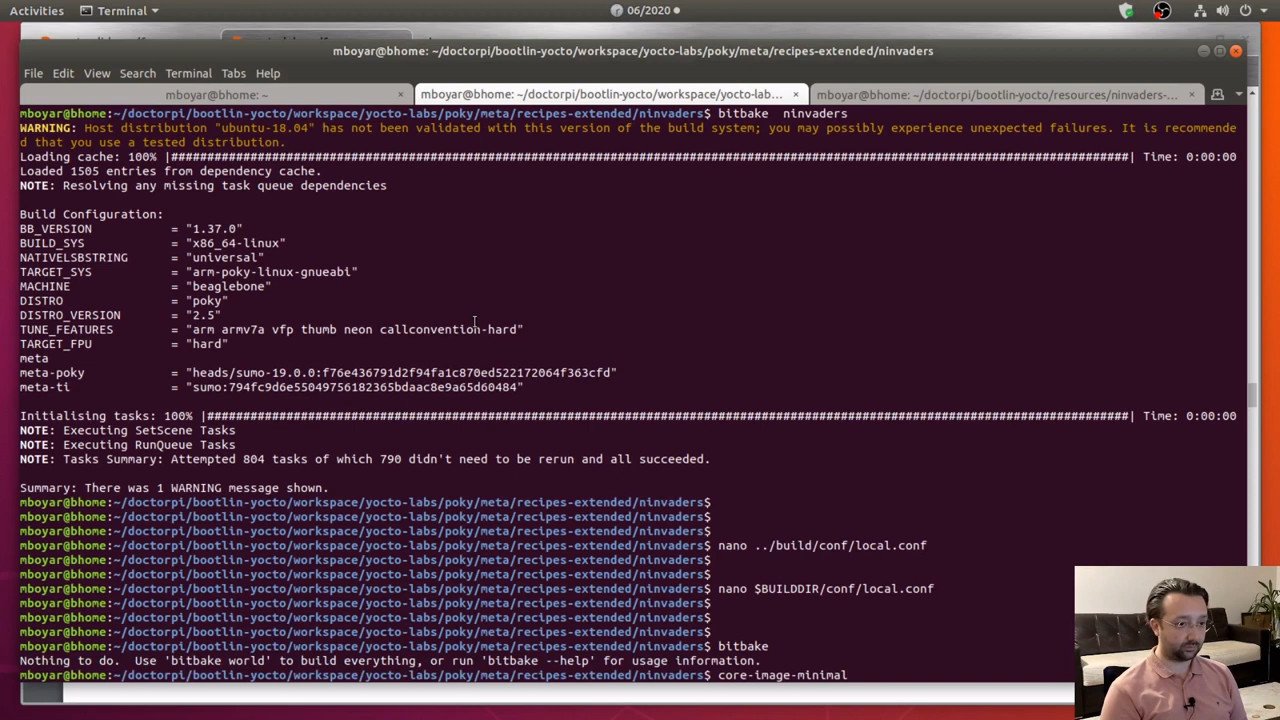 Activities Terminal 06/2020
mboyar@bhome: ~/doctorpi/bootlin-yocto/workspace/yocto-labs/poky/meta/recipes-extended/ninvaders
File Edit View Search Terminal Tabs Help
mboyar@bhome: ~ × mboyar@bhome: ~/doctorpi/bootlin-yocto/workspace/yocto-lab... × mboyar@bhome: ~/doctorpi/bootlin-yocto/resources/ninvaders-... ×
mboyar@bhome:~/doctorpi/bootlin-yocto/workspace/yocto-labs/poky/meta/recipes-extended/ninvaders$ bitbake  ninvaders
WARNING: Host distribution "ubuntu-18.04" has not been validated with this version of the build system; you may possibly experience unexpected failures. It is recommende
d that you use a tested distribution.
Loading cache: 100% |####################################################################################################################################| Time: 0:00:00
Loaded 1505 entries from dependency cache.
NOTE: Resolving any missing task queue dependencies
Build Configuration:
BB_VERSION = "1.37.0"
BUILD_SYS = "x86_64-linux"
NATIVELSBSTRING = "universal"
TARGET_SYS = "arm-poky-linux-gnueabi"
MACHINE = "beaglebone"
DISTRO = "poky"
DISTRO_VERSION = "2.5"
TUNE_FEATURES = "arm armv7a vfp thumb neon callconvention-hard"
TARGET_FPU = "hard"
meta
meta-poky = "heads/sumo-19.0.0:f76e436791d2f94fa1c870ed522172064f363cfd"
meta-ti = "sumo:794fc9d6e55049756182365bdaac8e9a65d60484"
Initialising tasks: 100% |###############################################################################################################################| Time: 0:00:00
NOTE: Executing SetScene Tasks
NOTE: Executing RunQueue Tasks
NOTE: Tasks Summary: Attempted 804 tasks of which 790 didn't need to be rerun and all succeeded.
Summary: There was 1 WARNING message shown.
mboyar@bhome:~/doctorpi/bootlin-yocto/workspace/yocto-labs/poky/meta/recipes-extended/ninvaders$
mboyar@bhome:~/doctorpi/bootlin-yocto/workspace/yocto-labs/poky/meta/recipes-extended/ninvaders$
mboyar@bhome:~/doctorpi/bootlin-yocto/workspace/yocto-labs/poky/meta/recipes-extended/ninvaders$
mboyar@bhome:~/doctorpi/bootlin-yocto/workspace/yocto-labs/poky/meta/recipes-extended/ninvaders$ nano ../build/conf/local.conf
mboyar@bhome:~/doctorpi/bootlin-yocto/workspace/yocto-labs/poky/meta/recipes-extended/ninvaders$
mboyar@bhome:~/doctorpi/bootlin-yocto/workspace/yocto-labs/poky/meta/recipes-extended/ninvaders$
mboyar@bhome:~/doctorpi/bootlin-yocto/workspace/yocto-labs/poky/meta/recipes-extended/ninvaders$ nano $BUILDDIR/conf/local.conf
mboyar@bhome:~/doctorpi/bootlin-yocto/workspace/yocto-labs/poky/meta/recipes-extended/ninvaders$
mboyar@bhome:~/doctorpi/bootlin-yocto/workspace/yocto-labs/poky/meta/recipes-extended/ninvaders$
mboyar@bhome:~/doctorpi/bootlin-yocto/workspace/yocto-labs/poky/meta/recipes-extended/ninvaders$
mboyar@bhome:~/doctorpi/bootlin-yocto/workspace/yocto-labs/poky/meta/recipes-extended/ninvaders$ bitbake
Nothing to do.  Use 'bitbake world' to build everything, or run 'bitbake --help' for usage information.
mboyar@bhome:~/doctorpi/bootlin-yocto/workspace/yocto-labs/poky/meta/recipes-extended/ninvaders$ core-image-minimal